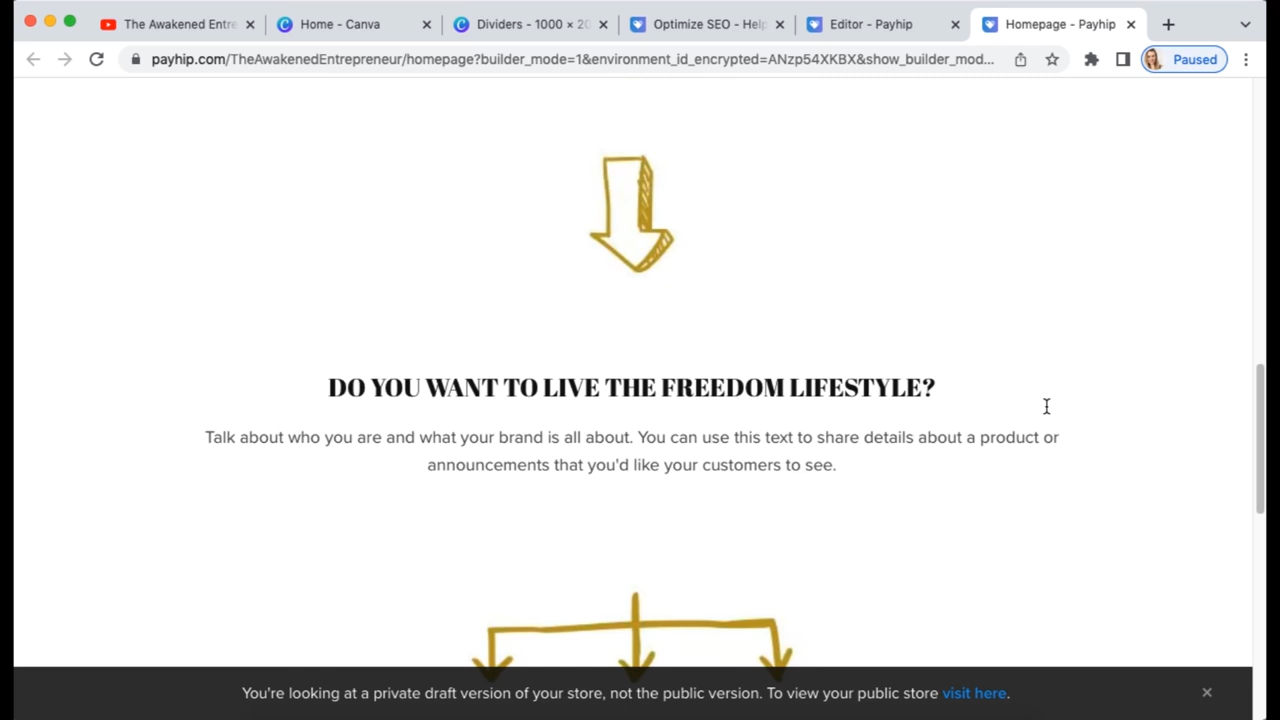 The Awakened Entre
Home - Canva
Dividers - 1000 × 20
Optimize SEO - Help
Editor - Payhip
Homepage - Payhip
payhip.com/TheAwakenedEntrepreneur/homepage?builder_mode=1&environment_id_encrypted=ANzp54XKBX&show_builder_mod...
Paused
DO YOU WANT TO LIVE THE FREEDOM LIFESTYLE?
Talk about who you are and what your brand is all about. You can use this text to share details about a product or
announcements that you'd like your customers to see.
You're looking at a private draft version of your store, not the public version. To view your public store visit here.